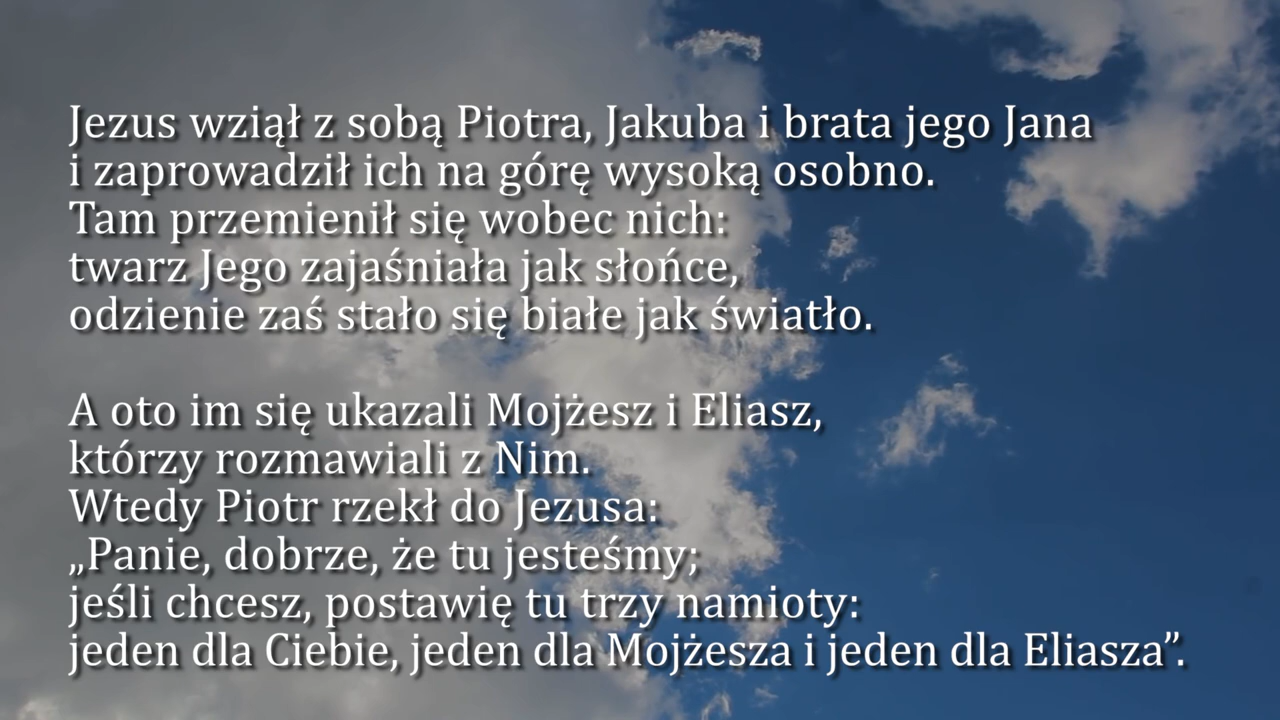 Jezus wziął z sobą Piotra, Jakuba i brata jego Jana
i zaprowadził ich na górę wysoką osobno.
Tam przemienił się wobec nich:
twarz Jego zajaśniała jak słońce,
odzienie zaś stało się białe jak światło.
A oto im się ukazali Mojżesz i Eliasz,
którzy rozmawiali z Nim.
Wtedy Piotr rzekł do Jezusa:
„Panie, dobrze, że tu jesteśmy;
jeśli chcesz, postawię tu trzy namioty:
jeden dla Ciebie, jeden dla Mojżesza i jeden dla Eliasza”.